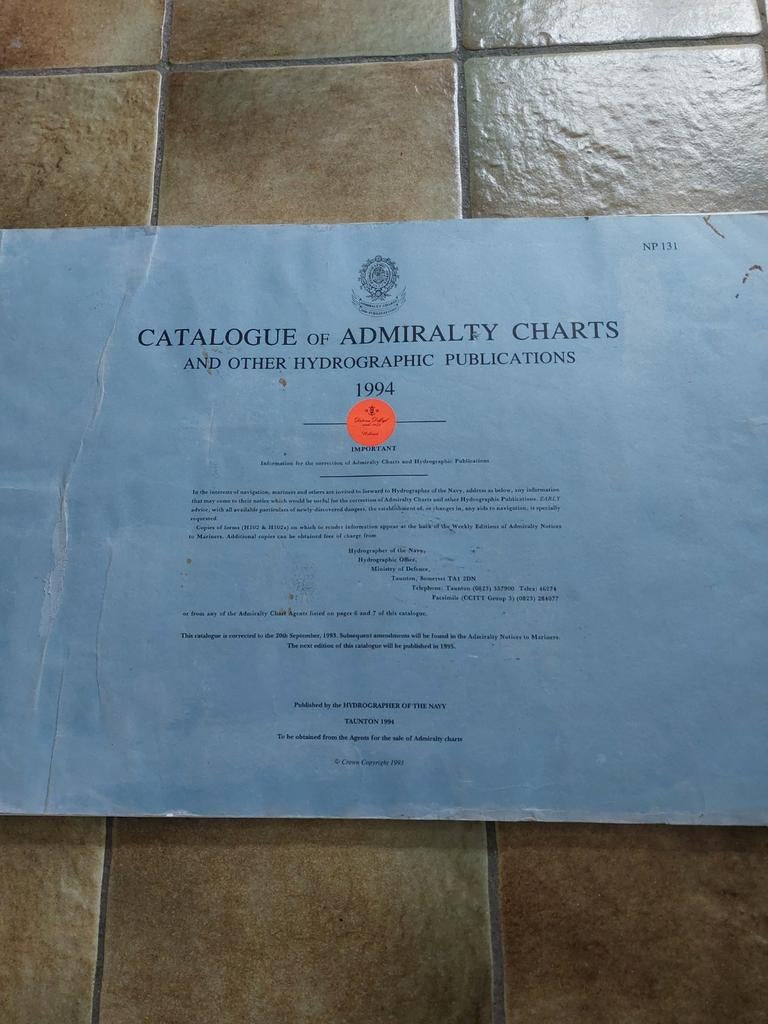 NP 131
ADMIRALTY CHARTS
CATALOGUE OF ADMIRALTY CHARTS
AND OTHER HYDROGRAPHIC PUBLICATIONS
1994
IMPORTANT
Information for the correction of Admiralty Charts and Hydrographic Publications
In the interests of navigation, mariners and others are invited to forward to Hydrographer of the Navy, address as below, any information
that may come to their notice which would be useful for the correction of Admiralty Charts and other Hydrographic Publications. EARLY
advice, with all available particulars of newly-discovered dangers, the establishment of, or changes in, any aids to navigation, is specially
requested.
Copies of forms (H102 & H102a) on which to render information appear at the back of the Weekly Editions of Admiralty Notices
to Mariners. Additional copies can be obtained free of charge from
Hydrographer of the Navy,
Hydrographic Office,
Ministry of Defence,
Taunton, Somerset TA1 2DN
Telephone: Taunton (0823) 337900 Telex: 46274
Facsimile (CCITT Group 3) (0823) 284077
or from any of the Admiralty Chart Agents listed on pages 6 and 7 of this catalogue.
This catalogue is corrected to the 20th September, 1993. Subsequent amendments will be found in the Admiralty Notices to Mariners.
The next edition of this catalogue will be published in 1995.
Published by the HYDROGRAPHER OF THE NAVY
TAUNTON 1994
To be obtained from the Agents for the sale of Admiralty charts
© Crown Copyright 1993